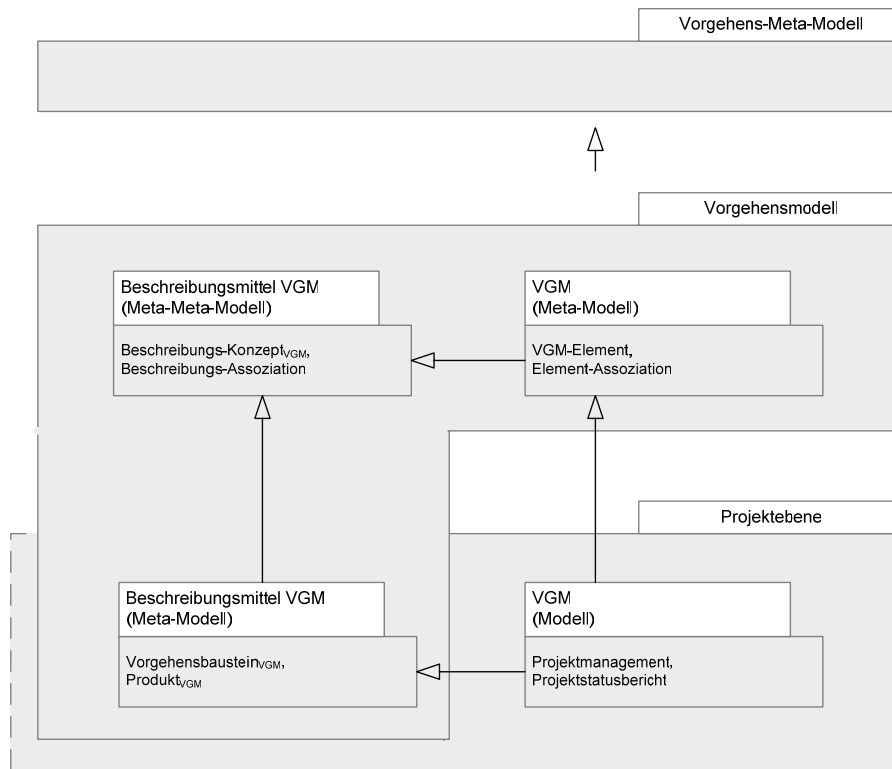 Vorgehens-Meta-Modell
Vorgehensmodell
Beschreibungsmittel VGM
(Meta-Meta-Modell)
Beschreibungs-KonzeptVGM,
Beschreibungs-Assoziation
VGM
(Meta-Modell)
VGM-Element,
Element-Assoziation
Projektebene
Beschreibungsmittel VGM
(Meta-Modell)
VorgehensbausteinVGM,
ProduktVGM
VGM
(Modell)
Projektmanagement,
Projektstatusbericht